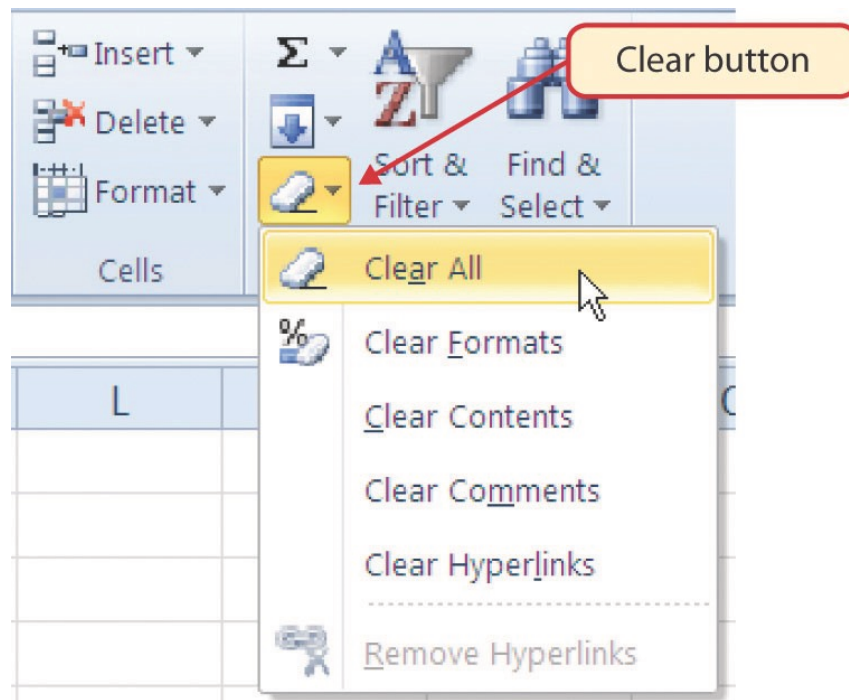 Insert
Delete
Format
Cells
Σ
A
Z
Sort &
Filter
Find &
Select
Clear button
Clear All
% Clear Formats
Clear Contents
Clear Comments
Clear Hyperlinks
Remove Hyperlinks
L